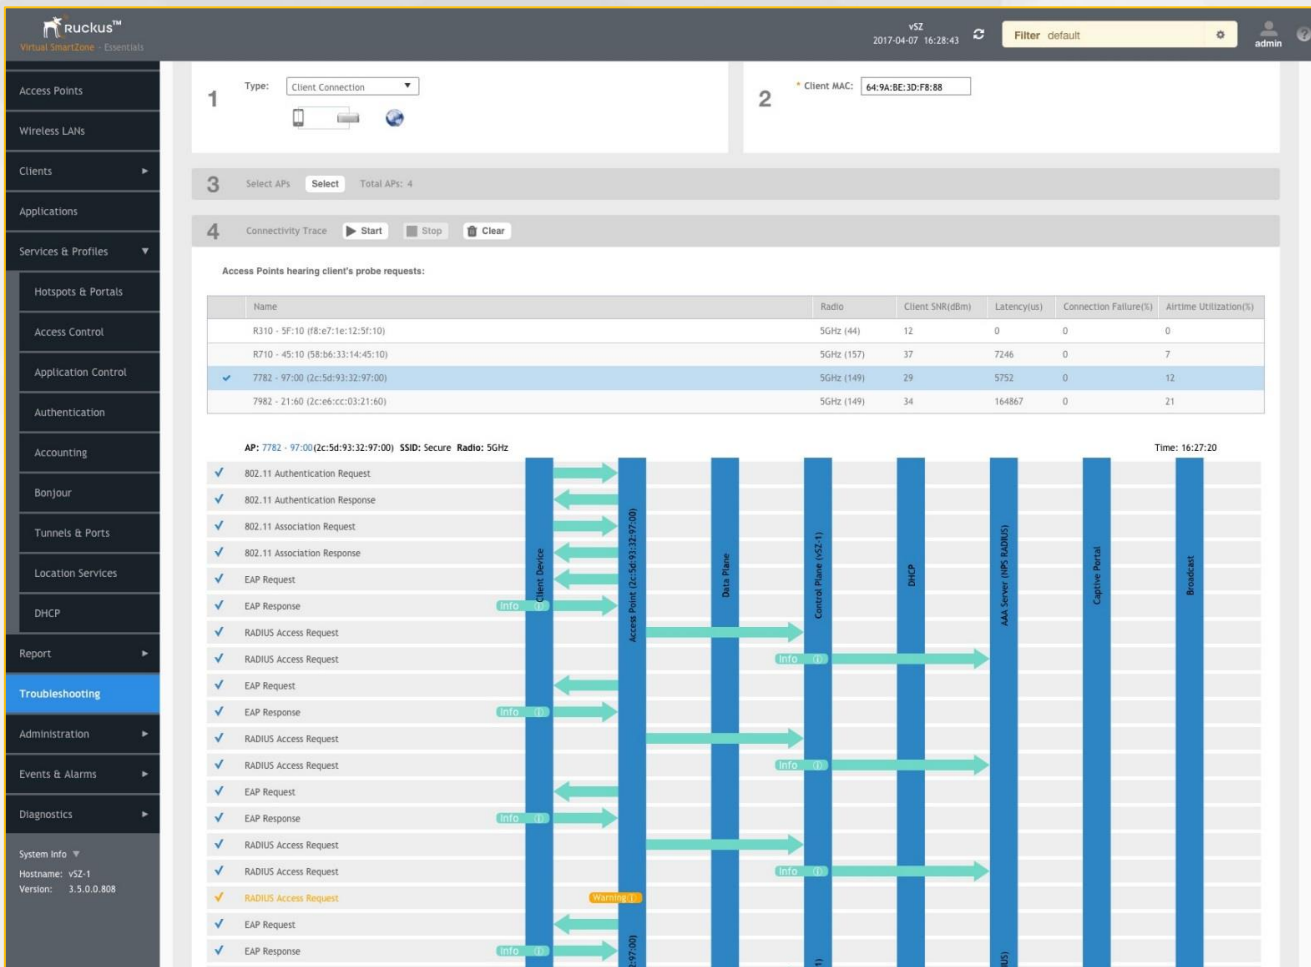 Ruckus™
Virtual SmartZone - Essentials
vSZ
2017-04-07 16:28:43
Filter default
admin
Access Points
Wireless LANs
Clients
Applications
Services & Profiles
Hotspots & Portals
Access Control
Application Control
Authentication
Accounting
Bonjour
Tunnels & Ports
Location Services
DHCP
Report
Troubleshooting
Administration
Events & Alarms
Diagnostics
System Info
Hostname: vSZ-1
Version: 3.5.0.0.808
1
Type: Client Connection
2
* Client MAC: 64:9A:BE:3D:F8:88
3 Select APs Select Total APs: 4
4 Connectivity Trace Start Stop Clear
Access Points hearing client's probe requests:
Name Radio Client SNR(dBm) Latency(us) Connection Failure(%) Airtime Utilization(%)
R310 - 5F:10 (f8:e7:1e:12:5f:10) 5GHz (44) 12 0 0 0
R710 - 45:10 (58:b6:33:14:45:10) 5GHz (157) 37 7246 0 7
7782 - 97:00 (2c:5d:93:32:97:00) 5GHz (149) 29 5752 0 12
7982 - 21:60 (2c:e6:cc:03:21:60) 5GHz (149) 34 164867 0 21
AP: 7782 - 97:00(2c:5d:93:32:97:00) SSID: Secure Radio: 5GHz Time: 16:27:20
Client Device
Access Point (2c:5d:93:32:97:00)
Data Plane
Control Plane (vSZ-1)
DHCP
AAA Server (NPS RADIUS)
Captive Portal
Broadcast
802.11 Authentication Request
802.11 Authentication Response
802.11 Association Request
802.11 Association Response
EAP Request
EAP Response Info
RADIUS Access Request
RADIUS Access Request Info
EAP Request
EAP Response Info
RADIUS Access Request
RADIUS Access Request Info
EAP Request
EAP Response Info
RADIUS Access Request
RADIUS Access Request Info
RADIUS Access Request Warning
EAP Request
EAP Response Info